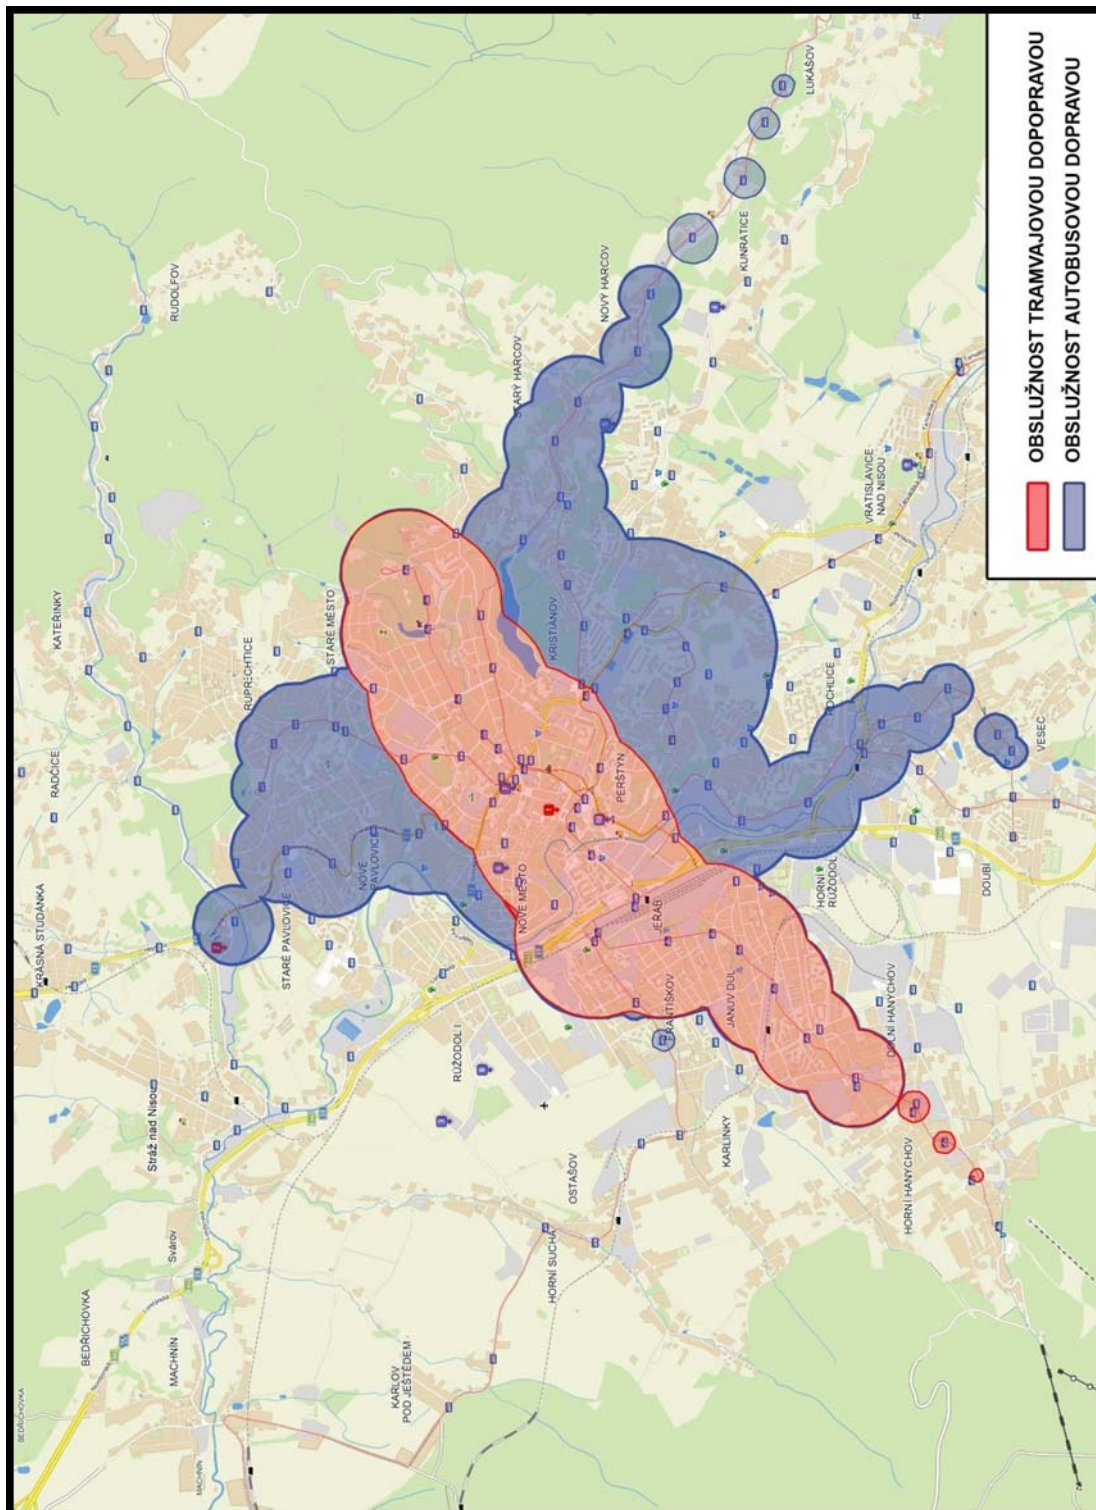 OBSLUŽNOST TRAMVAJOVOU DOPOPRAVOU
OBSLUŽNOST AUTOBUSOVOU DOPRAVOU
LUKÁŠOV
KUNRATICE
NOVÝ HARCOV
STARÝ HARCOV
RUDOLFOV
VRATISLAVICE
NAD NISOU
KATEŘINKY
STARÉ MĚSTO
RUPRECHTICE
KRISTIÁNOV
ROCHLICE
VESEC
RADČICE
PERŠTÝN
NOVÉ
PAVLOVICE
NOVÉ MĚSTO
HORNÍ
RŮŽODOL
DOUBÍ
KRÁSNÁ STUDÁNKA
STARÉ PAVLOVICE
JEŘÁB
FRANTIŠKOV
JANŮV DŮL
DOLNÍ HANYCHOV
RŮŽODOL I
Stráž nad Nisou
KARLINKY
HORNÍ HANYCHOV
OSTAŠOV
HORNÍ SUCHÁ
Svárov
BEDŘICHOVKA
MACHNÍN
KARLOV
POD JEŠTĚDEM
BEDŘICHOVKA
MACHNÍN